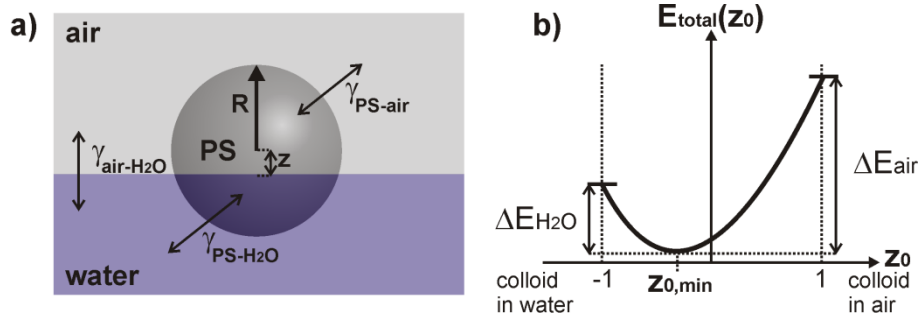 a)
air
R
γPS-air
PS
z
γair-H2O
γPS-H2O
water
b)
Etotal(z0)
ΔEair
ΔEH2O
z0
colloid
in water
-1
z0,min
1
colloid
in air